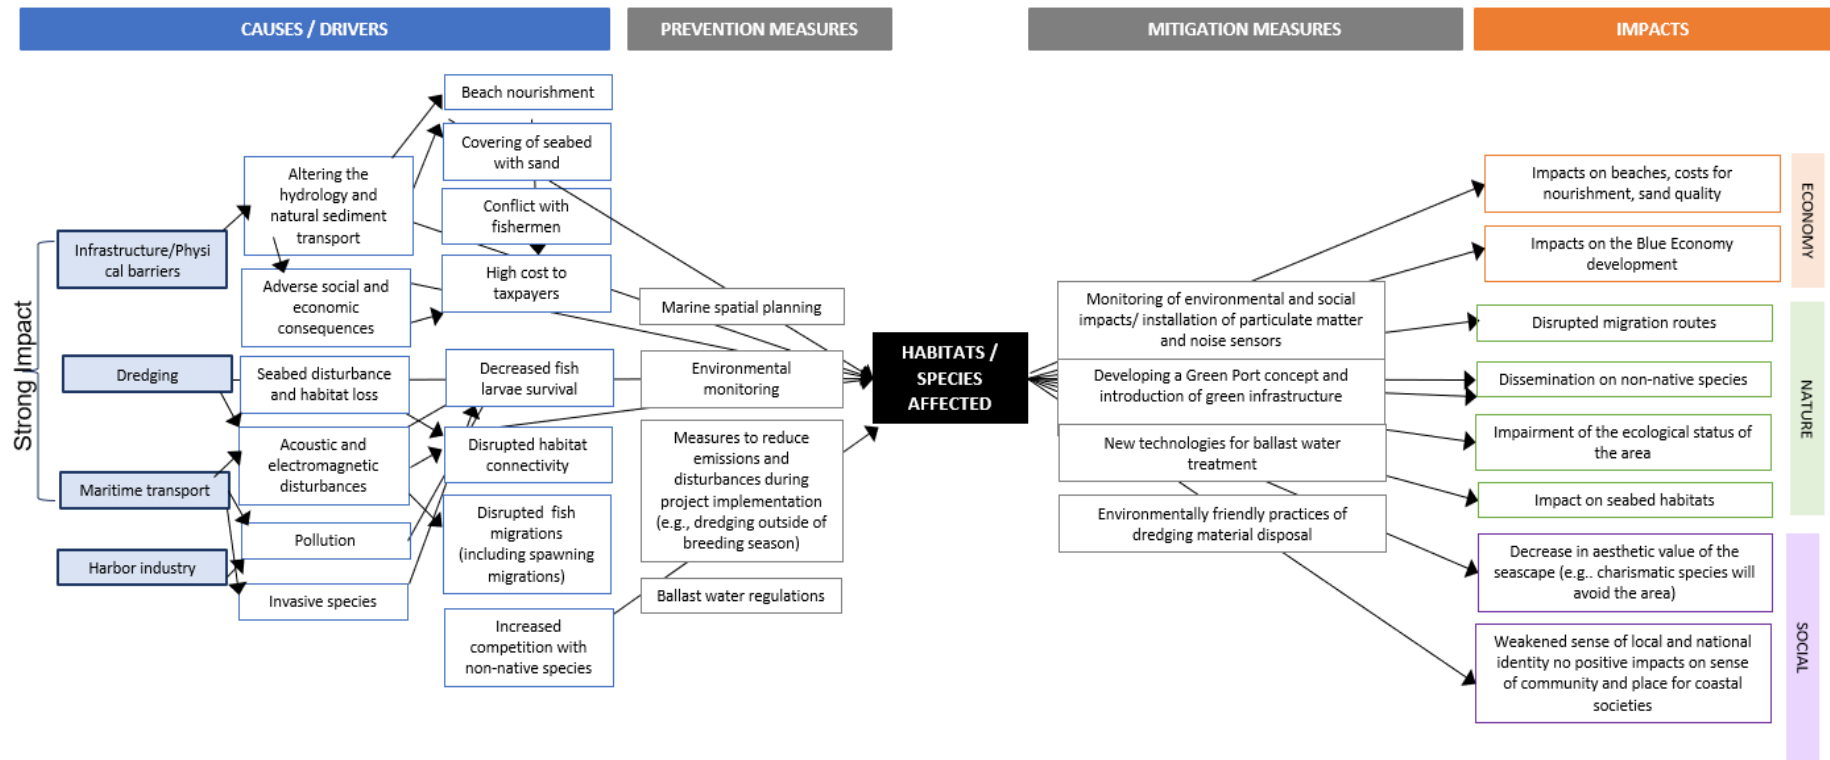 CAUSES / DRIVERS
PREVENTION MEASURES
MITIGATION MEASURES
IMPACTS
Strong Impact
Infrastructure/Physi
cal barriers
Dredging
Maritime transport
Harbor industry
Altering the
hydrology and
natural sediment
transport
Adverse social and
economic
consequences
Seabed disturbance
and habitat loss
Acoustic and
electromagnetic
disturbances
Pollution
Invasive species
Beach nourishment
Covering of seabed
with sand
Conflict with
fishermen
High cost to
taxpayers
Decreased fish
larvae survival
Disrupted habitat
connectivity
Disrupted fish
migrations
(including spawning
migrations)
Increased
competition with
non-native species
Marine spatial planning
Environmental
monitoring
Measures to reduce
emissions and
disturbances during
project implementation
(e.g., dredging outside of
breeding season)
Ballast water regulations
HABITATS /
SPECIES
AFFECTED
Monitoring of environmental and social
impacts/ installation of particulate matter
and noise sensors
Developing a Green Port concept and
introduction of green infrastructure
New technologies for ballast water
treatment
Environmentally friendly practices of
dredging material disposal
Impacts on beaches, costs for
nourishment, sand quality
Impacts on the Blue Economy
development
Disrupted migration routes
Dissemination on non-native species
Impairment of the ecological status of
the area
Impact on seabed habitats
Decrease in aesthetic value of the
seascape (e.g.. charismatic species will
avoid the area)
Weakened sense of local and national
identity no positive impacts on sense
of community and place for coastal
societies
ECONOMY
NATURE
SOCIAL